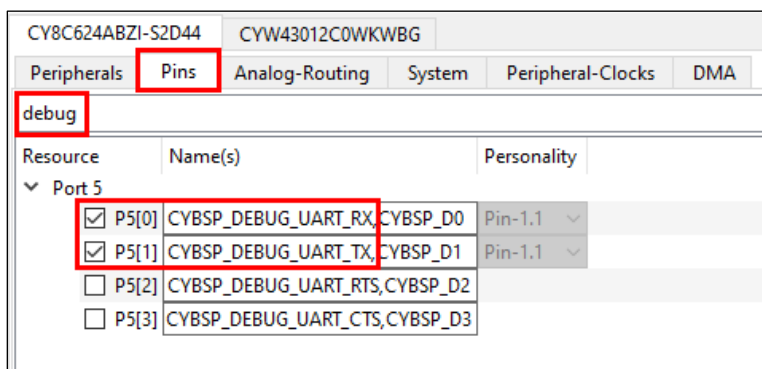 CY8C624ABZI-S2D44 CYW43012C0WKWBG
Peripherals Pins Analog-Routing System Peripheral-Clocks DMA
debug
Resource Name(s) Personality
Port 5
P5[0] CYBSP_DEBUG_UART_RX,CYBSP_D0 Pin-1.1
P5[1] CYBSP_DEBUG_UART_TX,CYBSP_D1 Pin-1.1
P5[2] CYBSP_DEBUG_UART_RTS,CYBSP_D2
P5[3] CYBSP_DEBUG_UART_CTS,CYBSP_D3